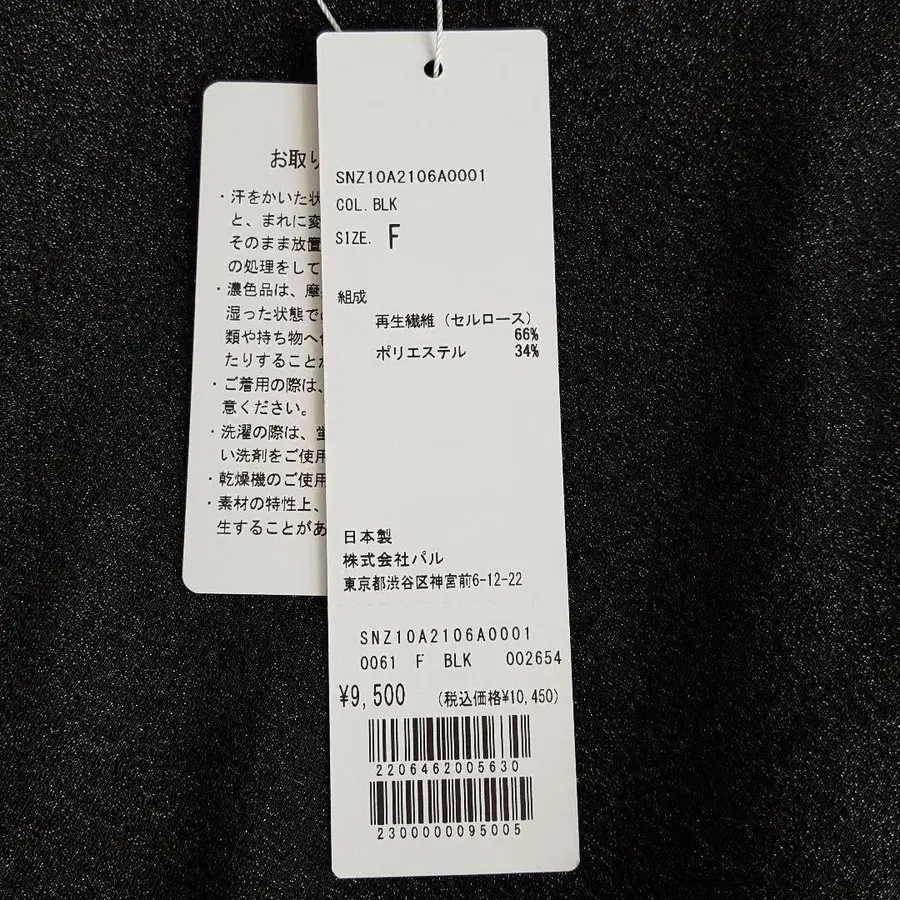 SNZ10A2106A0001
COL. BLK
SIZE. F
組成
再生繊維（セルロース）
66%
ポリエステル 34%
日本製
株式会社パル
東京都渋谷区神宮前6-12-22
SNZ10A2106A0001
0061 F BLK 002654
¥9,500 (税込価格¥10,450)
2206462005630
2300000095005
お取り
・汗をかいた状
と、まれに変
そのまま放置
の処理をして
・濃色品は、摩
湿った状態で
類や持ち物へ
たりすることが
・ご着用の際は、
意ください。
・洗濯の際は、蛍
い洗剤をご使用
・乾燥機のご使用
・素材の特性上、
生することがあ